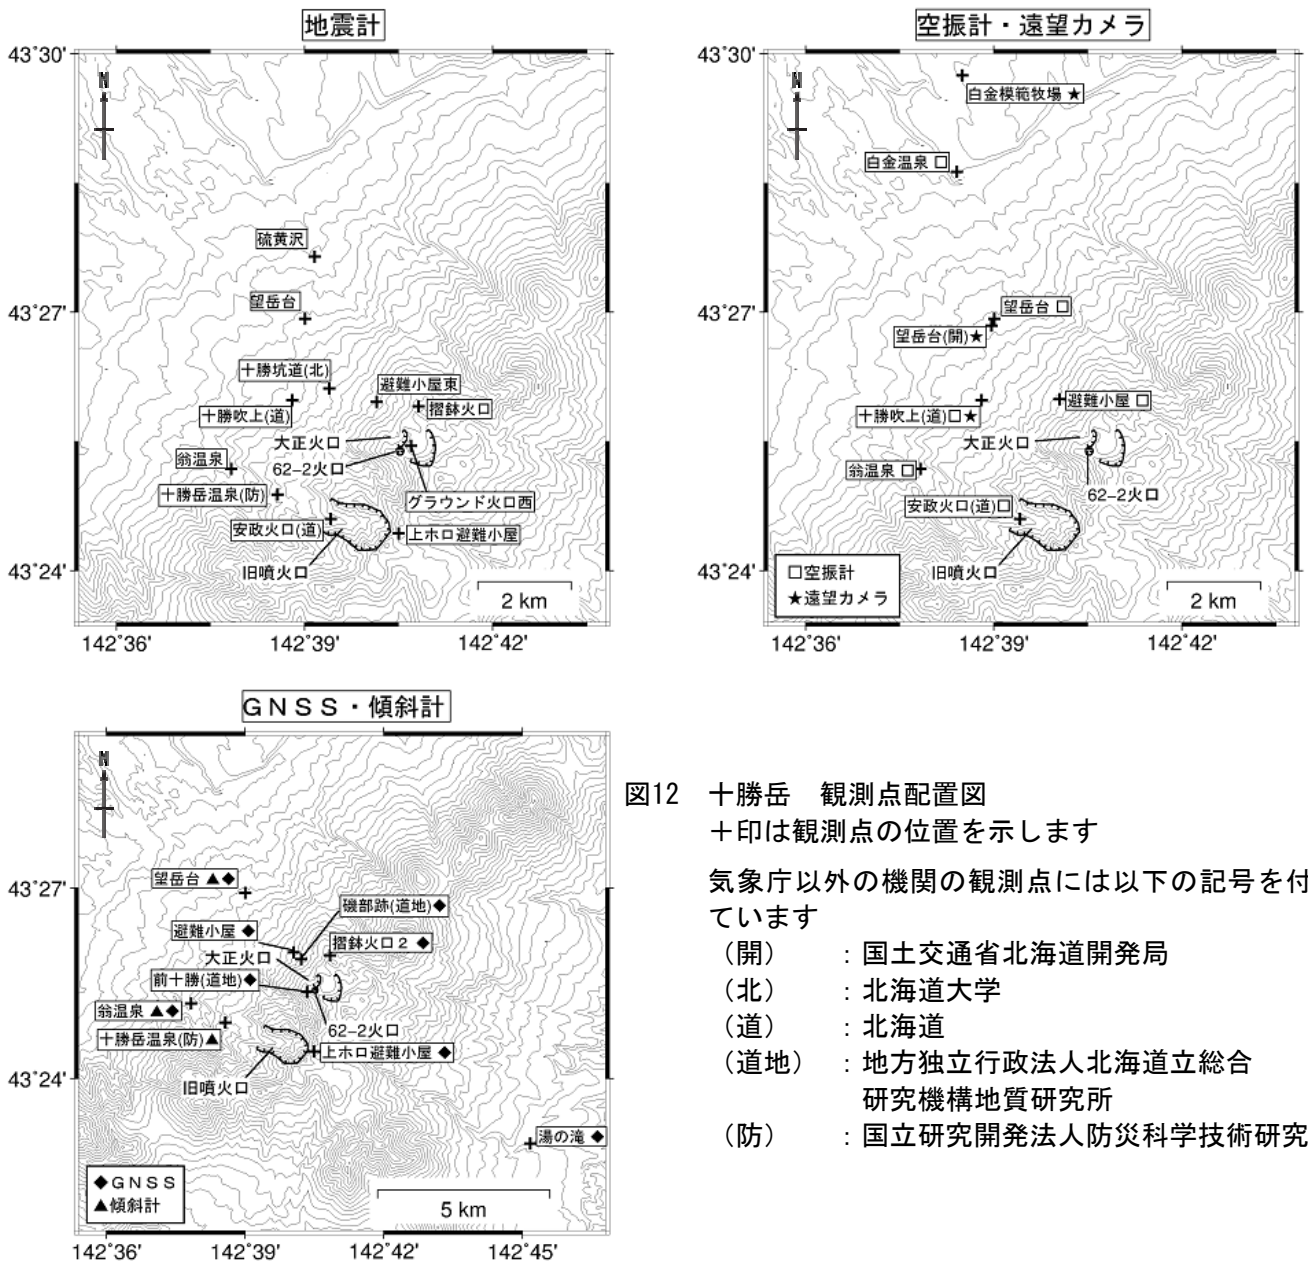 地震計
43°30'
N
硫黄沢
望岳台
43°27'
十勝坑道(北)
避難小屋東
十勝吹上(道)
摺鉢火口
大正火口
翁温泉
62-2火口
十勝岳温泉(防)
グラウンド火口西
安政火口(道)
上ホロ避難小屋
旧噴火口
43°24'
2 km
142°36'
142°39'
142°42'
空振計・遠望カメラ
43°30'
N
白金模範牧場 ★
白金温泉 □
43°27'
望岳台 □
望岳台(開)★
避難小屋 □
十勝吹上(道)□★
大正火口
翁温泉 □
62-2火口
安政火口(道)□
旧噴火口
43°24'
□空振計
★遠望カメラ
2 km
142°36'
142°39'
142°42'
GNSS・傾斜計
N
43°27'
望岳台 ▲◆
磯部跡(道地)◆
避難小屋 ◆
摺鉢火口2 ◆
大正火口
前十勝(道地)◆
翁温泉 ▲◆
62-2火口
十勝岳温泉(防)▲
上ホロ避難小屋 ◆
43°24'
旧噴火口
湯の滝 ◆
◆GNSS
▲傾斜計
5 km
142°36'
142°39'
142°42'
142°45'
図12 十勝岳 観測点配置図
+印は観測点の位置を示します
気象庁以外の機関の観測点には以下の記号を付
ています
(開) :国土交通省北海道開発局
(北) :北海道大学
(道) :北海道
(道地) :地方独立行政法人北海道立総合
研究機構地質研究所
(防) :国立研究開発法人防災科学技術研究